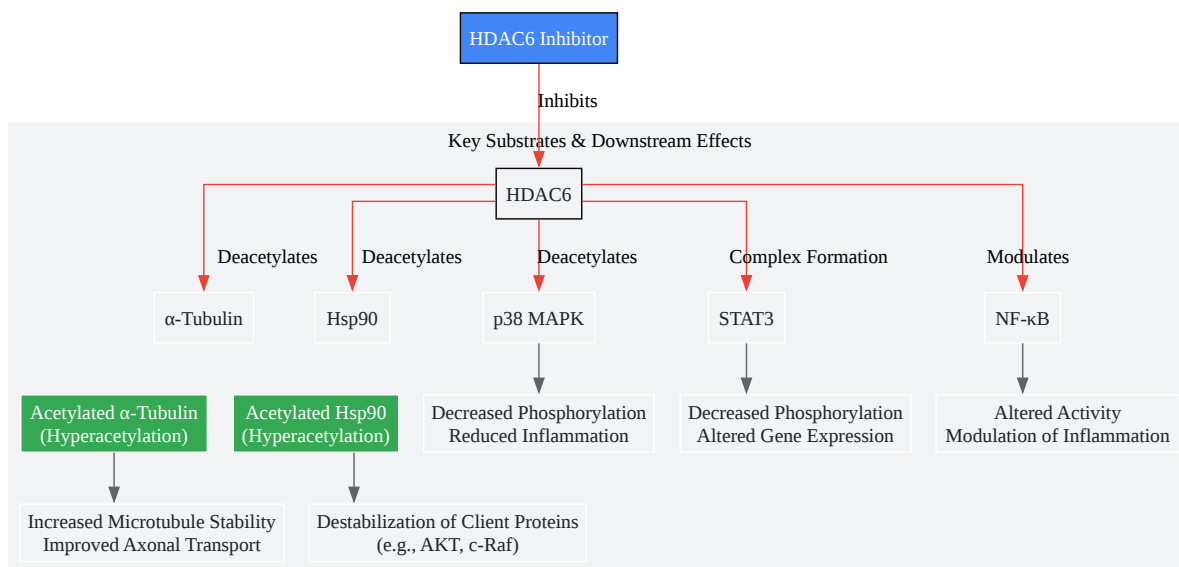 HDAC6 Inhibitor
Inhibits
Key Substrates & Downstream Effects
HDAC6
Deacetylates
Deacetylates
Deacetylates
Complex Formation
Modulates
α-Tubulin
Hsp90
p38 MAPK
STAT3
NF-κB
Acetylated α-Tubulin
(Hyperacetylation)
Acetylated Hsp90
(Hyperacetylation)
Decreased Phosphorylation
Reduced Inflammation
Decreased Phosphorylation
Altered Gene Expression
Altered Activity
Modulation of Inflammation
Increased Microtubule Stability
Improved Axonal Transport
Destabilization of Client Proteins
(e.g., AKT, c-Raf)